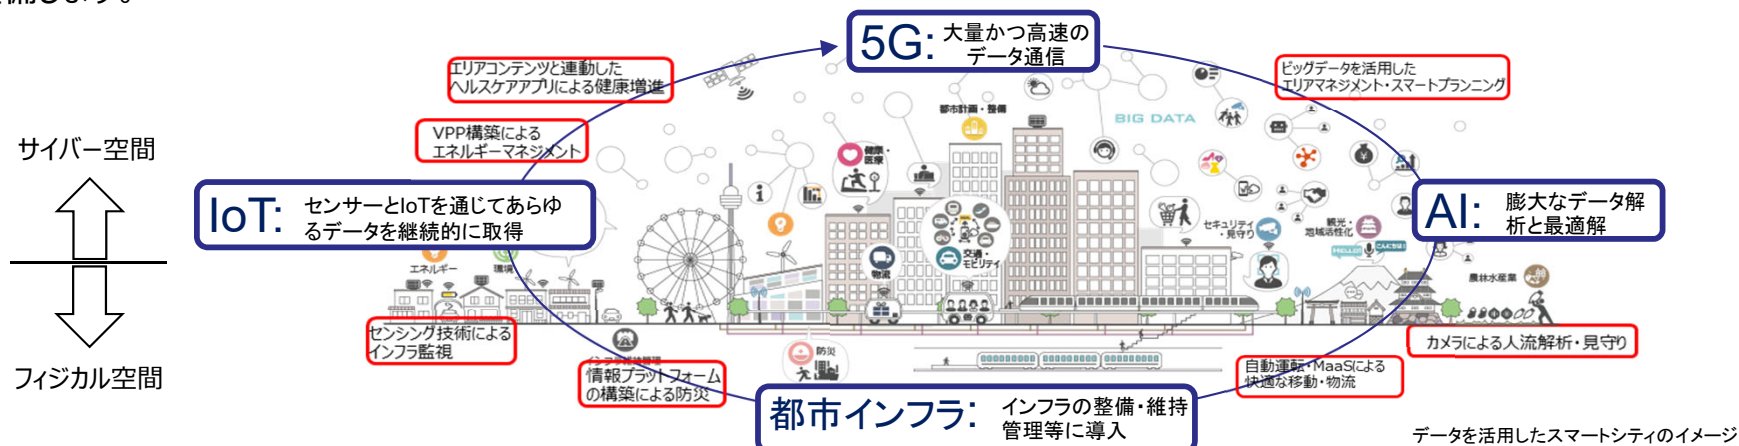 備します。
5G: 大量かつ高速の
データ通信
エリアコンテンツと連動した
ヘルスケアアプリによる健康増進
ビッグデータを活用した
エリアマネジメント・スマートプランニング
都市計画・整備
BIG DATA
VPP構築による
エネルギーマネジメント
サイバー空間
健康・
医療
IoT: センサーとIoTを通じてあらゆ
るデータを継続的に取得
AI: 膨大なデータ解
析と最適解
セキュリティ
・見守り
観光・
地域活性化
HELLO
こんにちは
エネルギー
環境
物流
交通・
モビリティ
農林水産業
センシング技術による
インフラ監視
カメラによる人流解析・見守り
防災
フィジカル空間
情報プラットフォーム
の構築による防災
自動運転・MaaSによる
快適な移動・物流
都市インフラ: インフラの整備・維持
管理等に導入
データを活用したスマートシティのイメージ